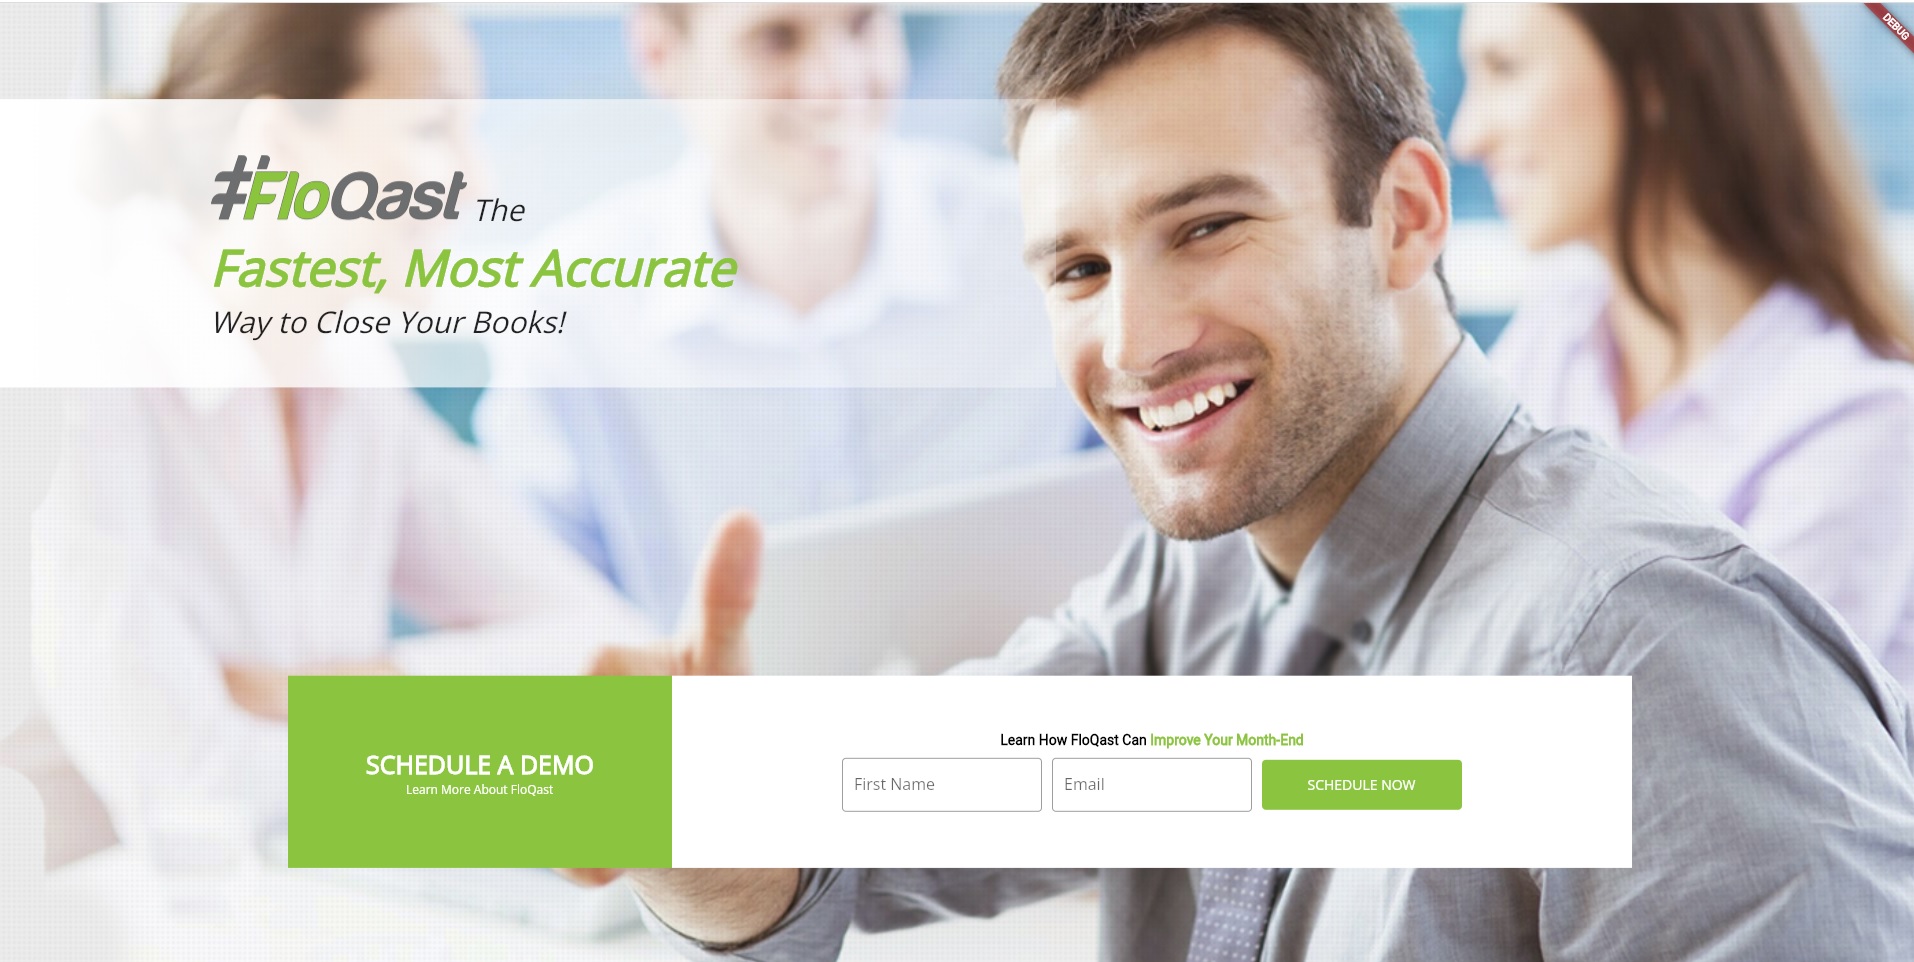 DEBUG
#FloQast The
Fastest, Most Accurate
Way to Close Your Books!
SCHEDULE A DEMO
Learn More About FloQast
Learn How FloQast Can Improve Your Month-End
First Name
Email
SCHEDULE NOW